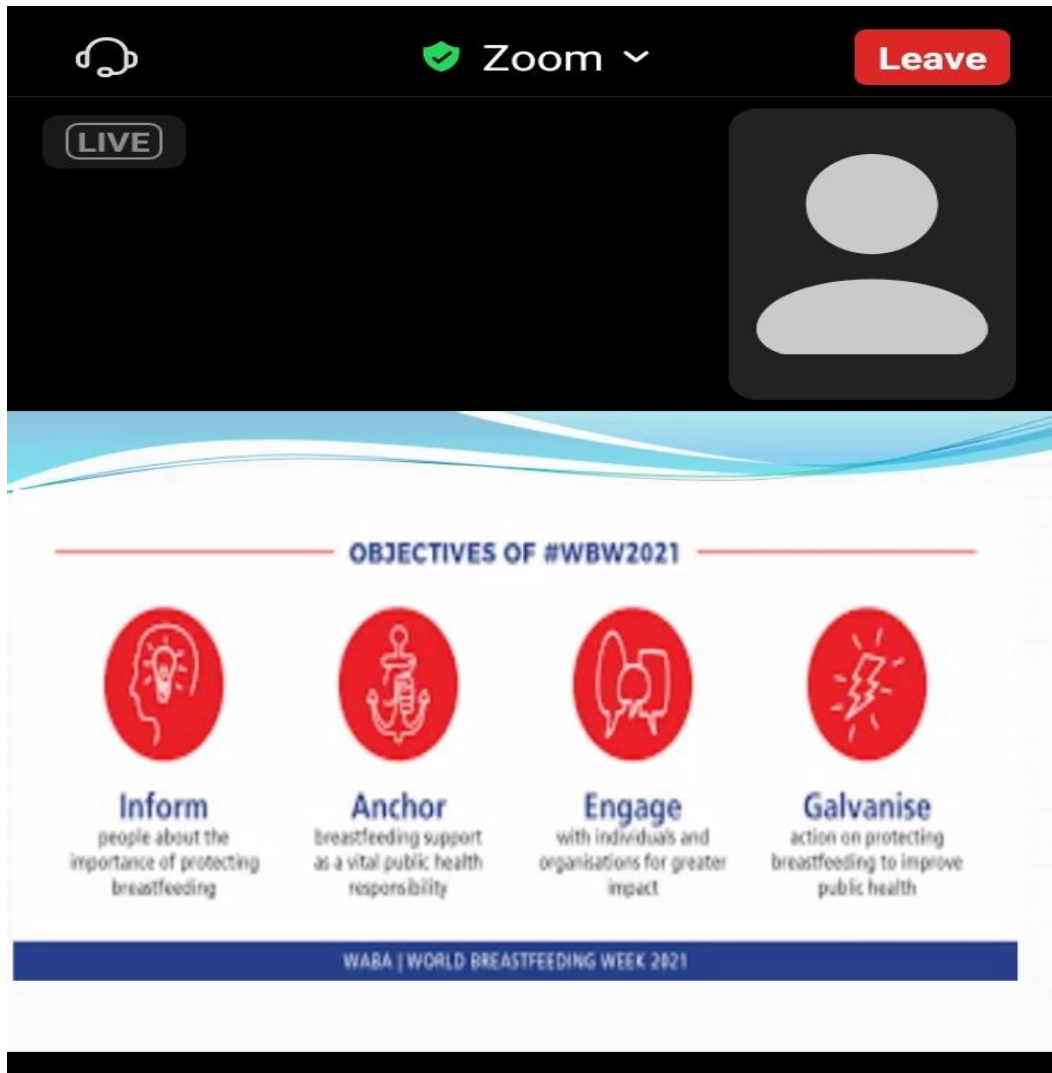 Zoom
Leave
LIVE
OBJECTIVES OF #WBW2021
Inform
people about the
importance of protecting
breastfeeding
Anchor
breastfeeding support
as a vital public health
responsibility
Engage
with individuals and
organisations for greater
impact
Galvanise
action on protecting
breastfeeding to improve
public health
WABA | WORLD BREASTFEEDING WEEK 2021